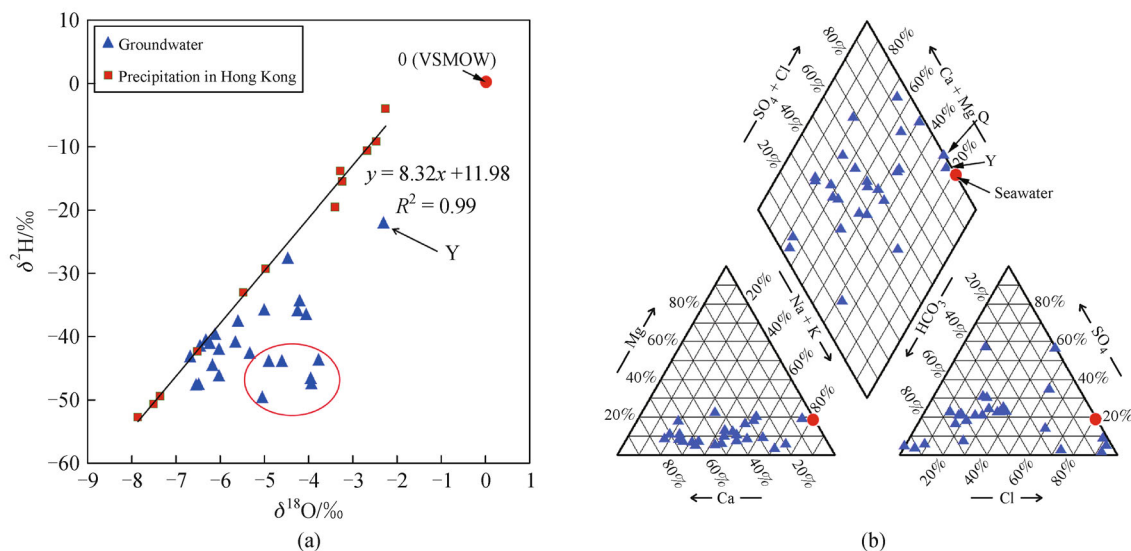 10
0
−10
−20
−30
−40
−50
−60
−9
−8
−7
−6
−5
−4
−3
−2
−1
0
1
δ²H/‰
δ¹⁸O/‰
Groundwater
Precipitation in Hong Kong
0 (VSMOW)
y = 8.32x +11.98
R² = 0.99
Y
(a)
80%
60%
40%
20%
SO₄ + Cl
80%
60%
40%
20%
Ca + Mg
Q
Y
Seawater
Mg
80%
60%
40%
20%
20%
40%
60%
80%
Na + K
80%
60%
40%
20%
Ca
HCO₃
20%
40%
60%
80%
80%
60%
40%
20%
SO₄
20%
40%
60%
80%
Cl
(b)